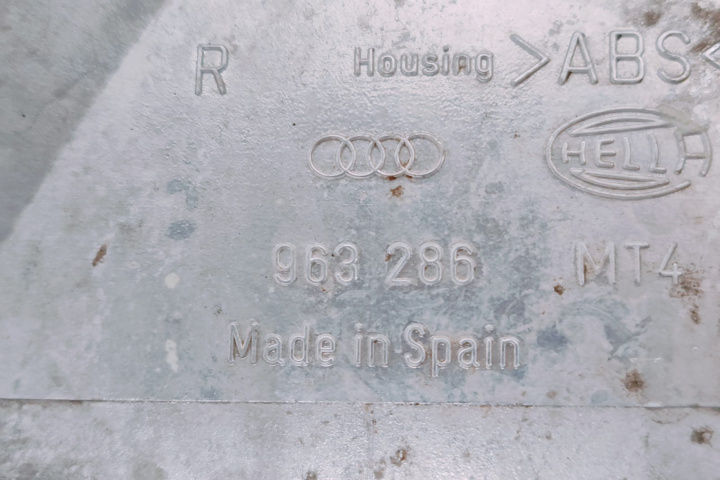 R Housing >ABS<
HELLA
963 286 MT4
Made in Spain